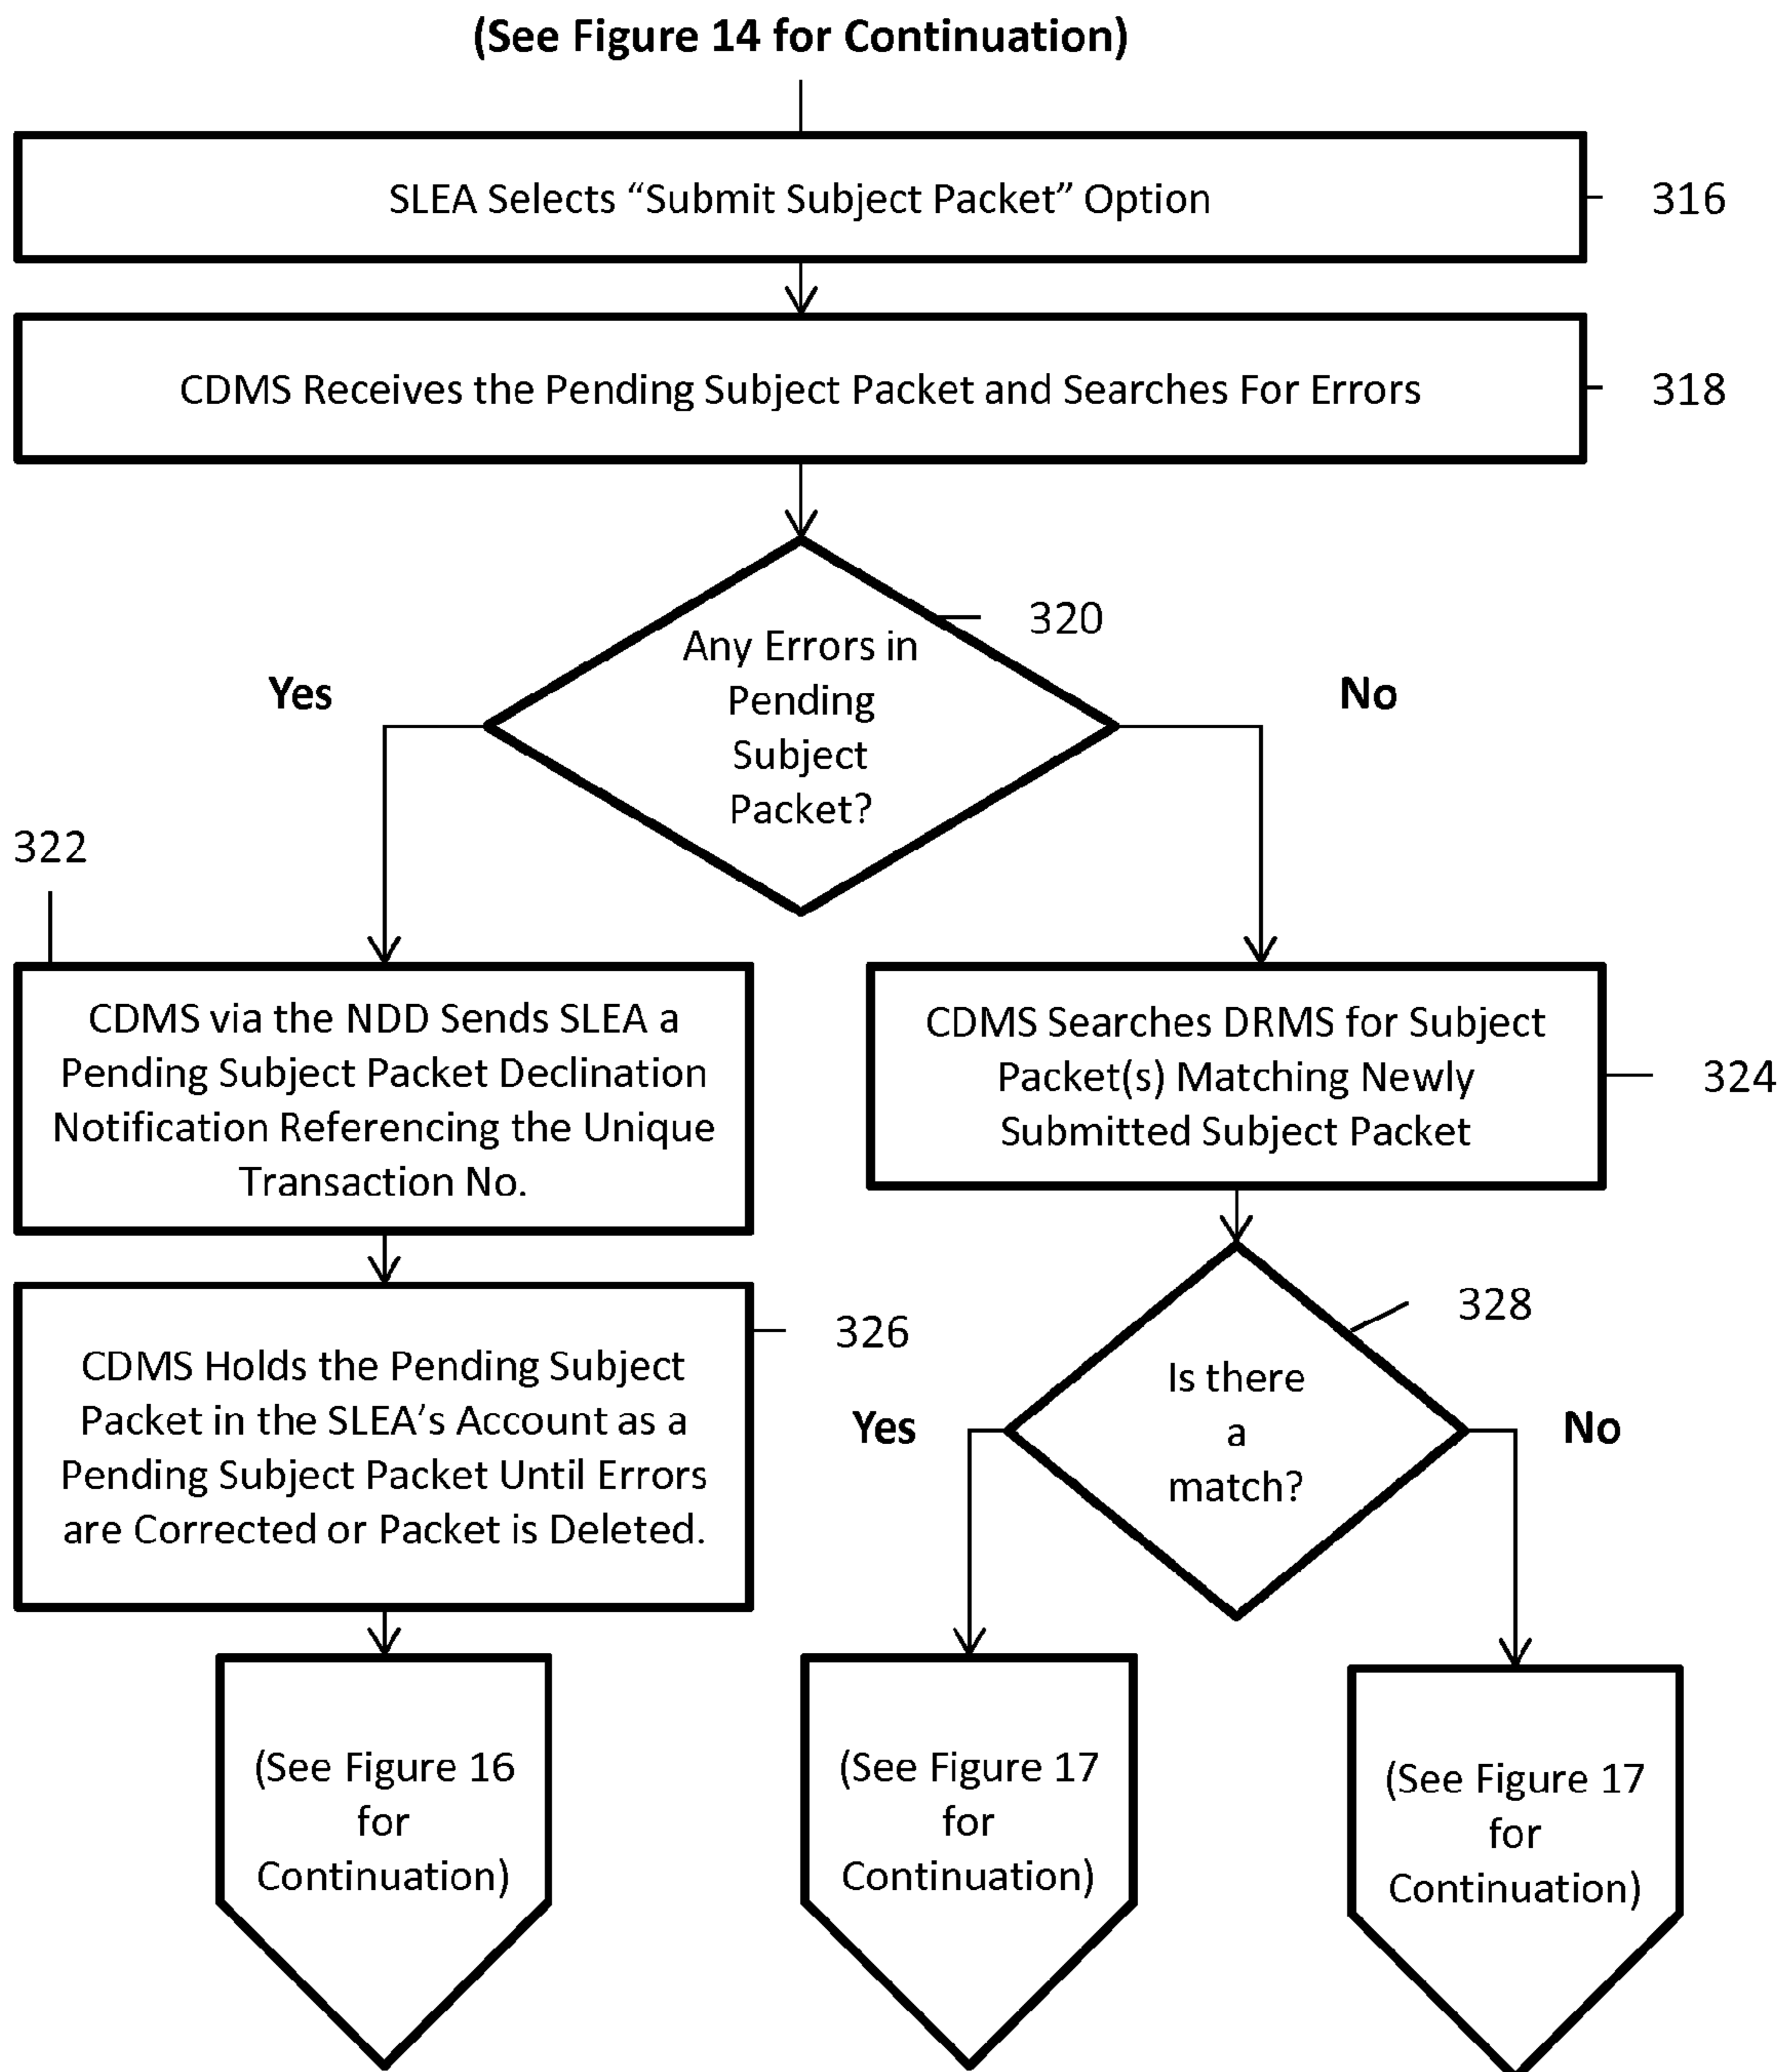 (See Figure 14 for Continuation)
SLEA Selects “Submit Subject Packet” Option
316
CDMS Receives the Pending Subject Packet and Searches For Errors
318
320
Any Errors in
Pending
Subject
Packet?
Yes
No
322
CDMS via the NDD Sends SLEA a
Pending Subject Packet Declination
Notification Referencing the Unique
Transaction No.
CDMS Searches DRMS for Subject
Packet(s) Matching Newly
Submitted Subject Packet
324
CDMS Holds the Pending Subject
Packet in the SLEA’s Account as a
Pending Subject Packet Until Errors
are Corrected or Packet is Deleted.
326
328
Is there
a
match?
Yes
No
(See Figure 16
for
Continuation)
(See Figure 17
for
Continuation)
(See Figure 17
for
Continuation)